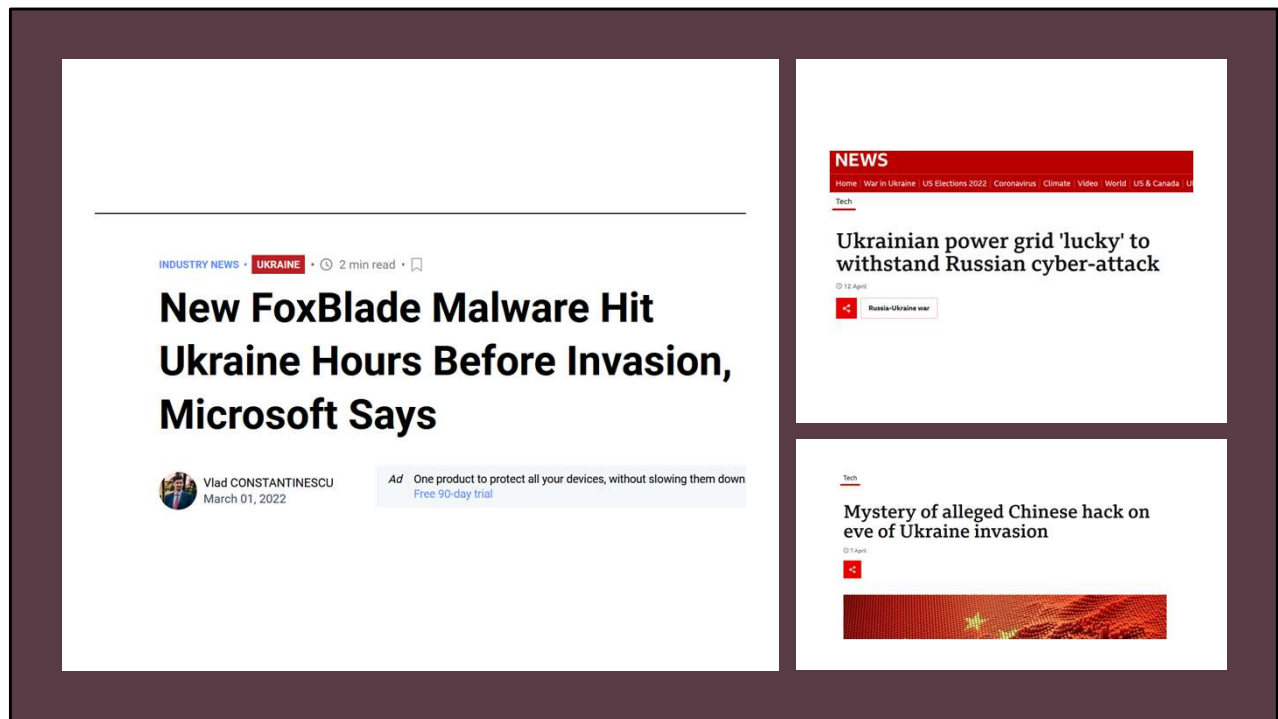 INDUSTRY NEWS • UKRAINE • 2 min read •
New FoxBlade Malware Hit
Ukraine Hours Before Invasion,
Microsoft Says
Vlad CONSTANTINESCU
March 01, 2022
Ad One product to protect all your devices, without slowing them down
Free 90-day trial
NEWS
Home | War in Ukraine | US Elections 2022 | Coronavirus | Climate | Video | World | US & Canada | U
Tech
Ukrainian power grid 'lucky' to
withstand Russian cyber-attack
12 April
Russia-Ukraine war
Tech
Mystery of alleged Chinese hack on
eve of Ukraine invasion
7 April